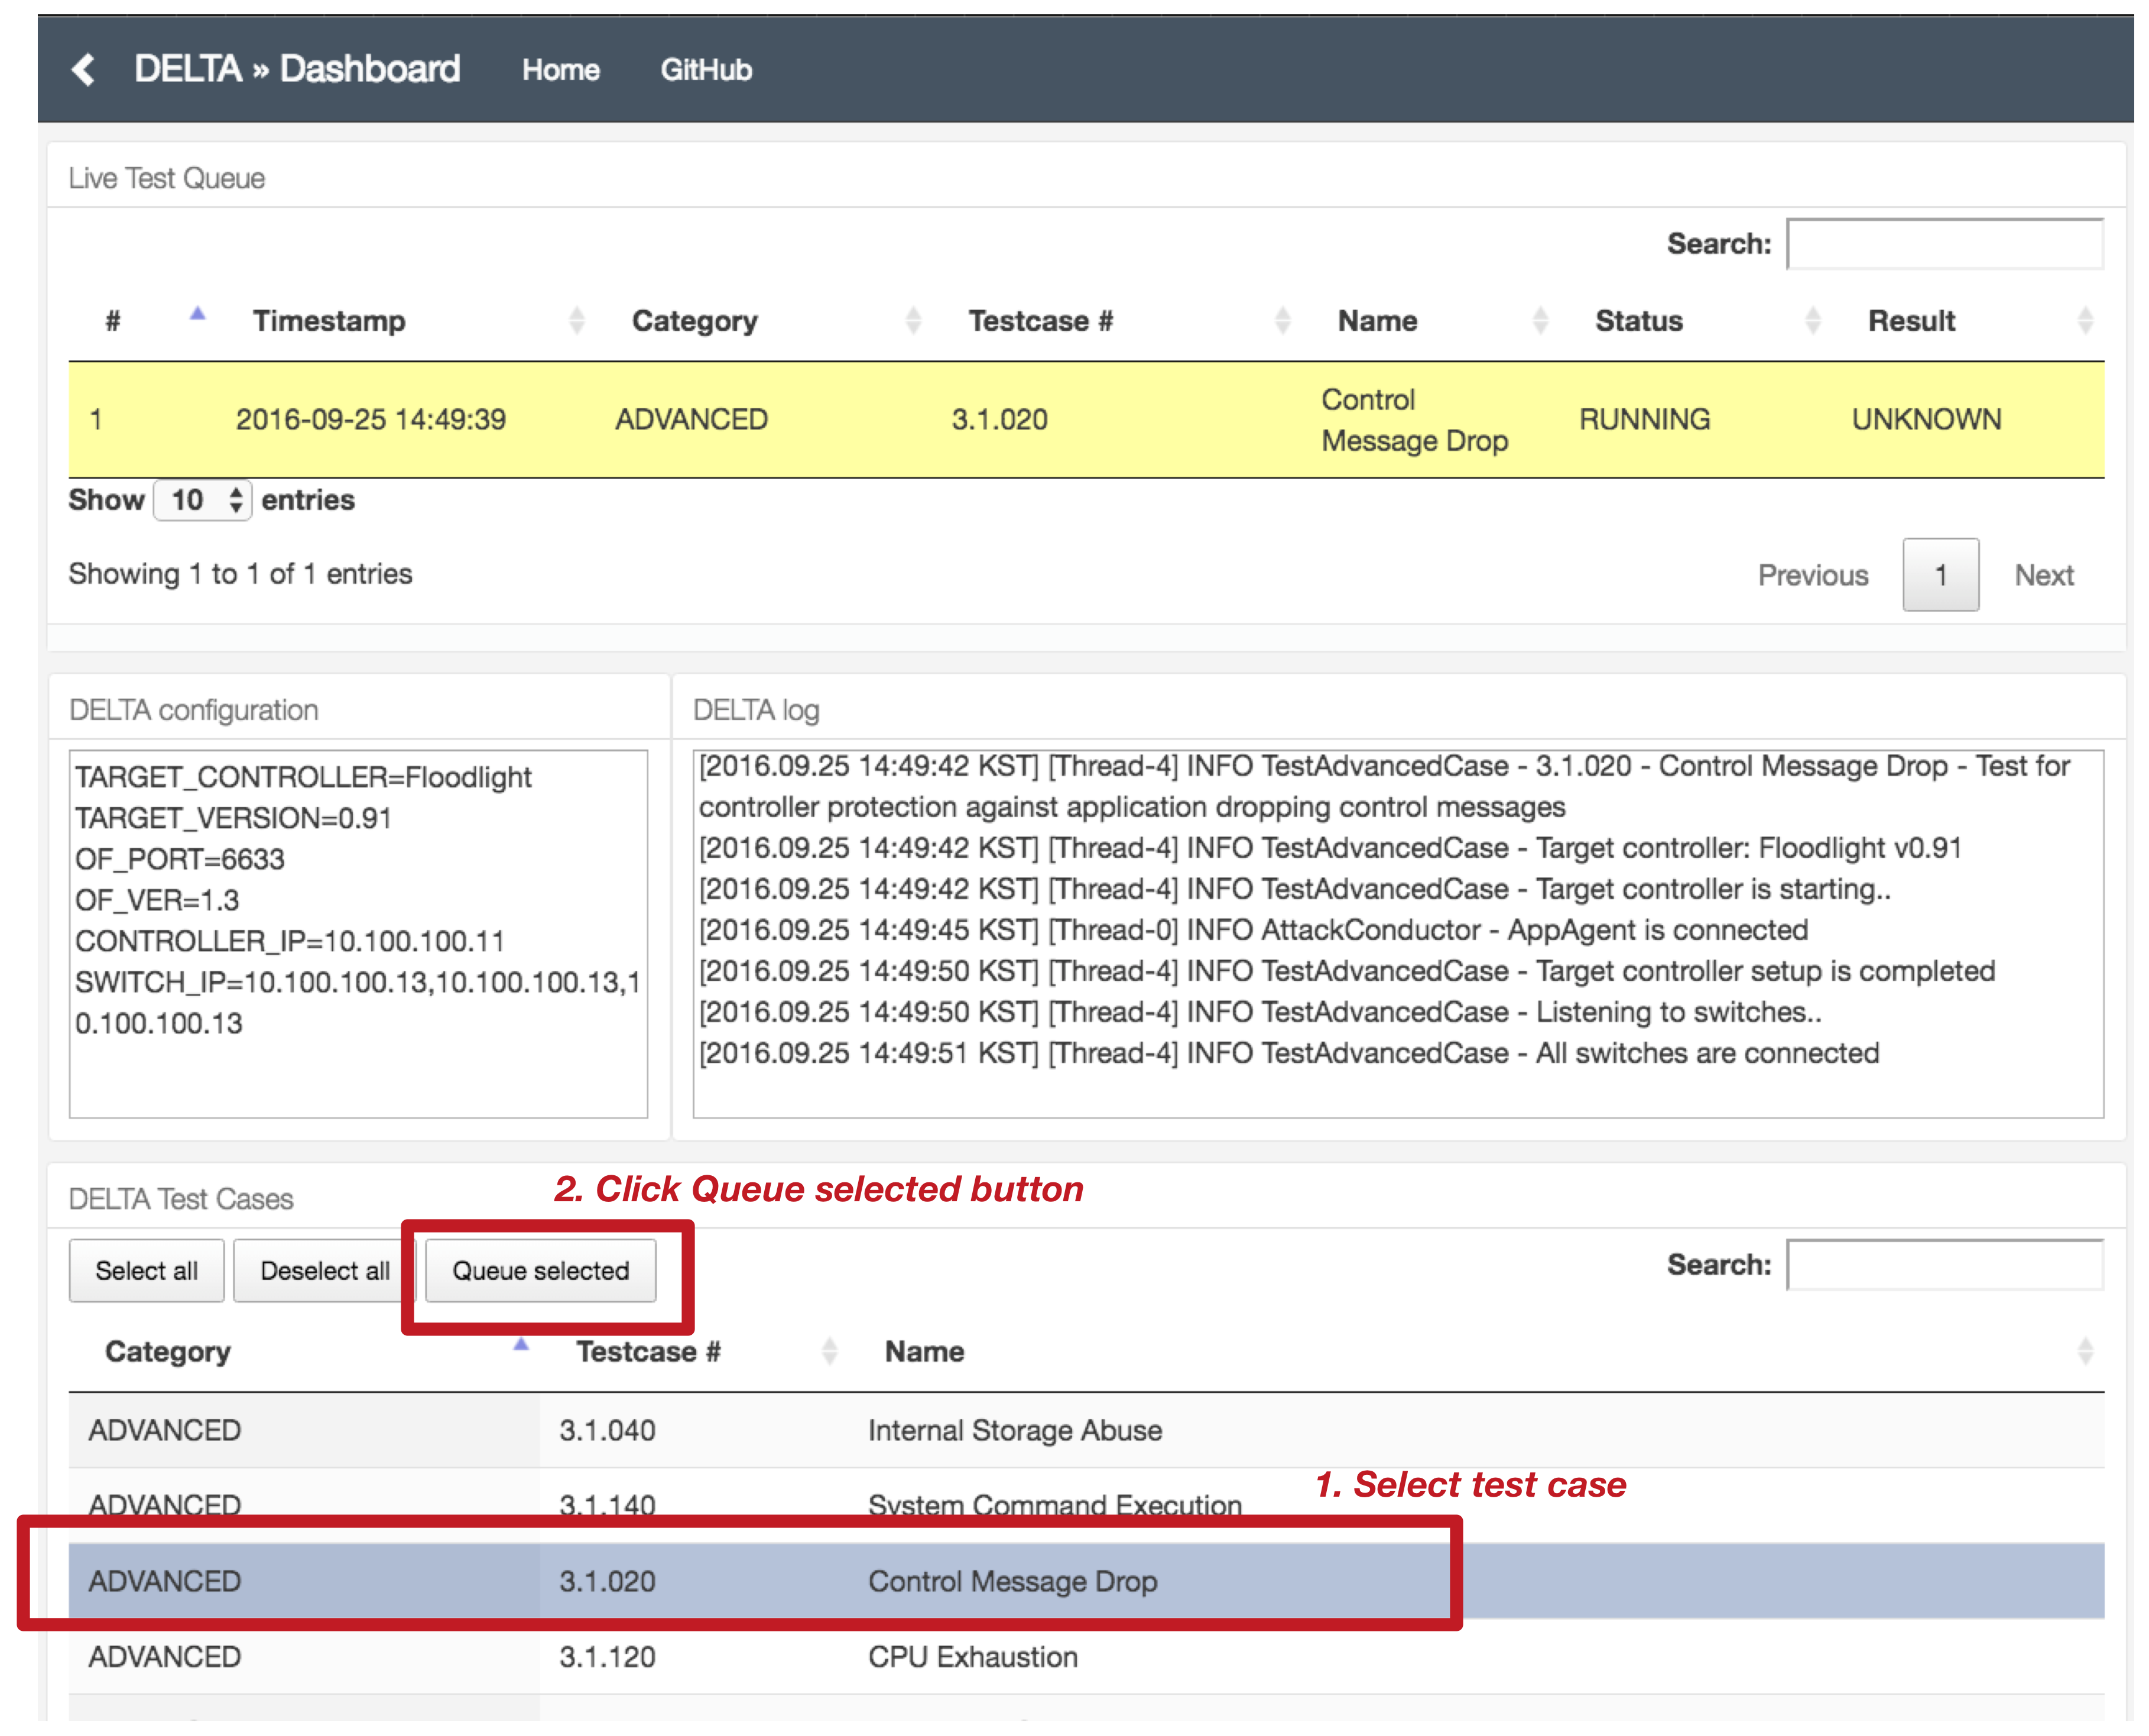 DELTA » Dashboard Home GitHub
Live Test Queue
Search:
# Timestamp Category Testcase # Name Status Result
1 2016-09-25 14:49:39 ADVANCED 3.1.020 Control Message Drop RUNNING UNKNOWN
Show 10 entries
Showing 1 to 1 of 1 entries
Previous 1 Next
DELTA configuration
TARGET_CONTROLLER=Floodlight
TARGET_VERSION=0.91
OF_PORT=6633
OF_VER=1.3
CONTROLLER_IP=10.100.100.11
SWITCH_IP=10.100.100.13,10.100.100.13,1
0.100.100.13
DELTA log
[2016.09.25 14:49:42 KST] [Thread-4] INFO TestAdvancedCase - 3.1.020 - Control Message Drop - Test for
controller protection against application dropping control messages
[2016.09.25 14:49:42 KST] [Thread-4] INFO TestAdvancedCase - Target controller: Floodlight v0.91
[2016.09.25 14:49:42 KST] [Thread-4] INFO TestAdvancedCase - Target controller is starting..
[2016.09.25 14:49:45 KST] [Thread-0] INFO AttackConductor - AppAgent is connected
[2016.09.25 14:49:50 KST] [Thread-4] INFO TestAdvancedCase - Target controller setup is completed
[2016.09.25 14:49:50 KST] [Thread-4] INFO TestAdvancedCase - Listening to switches..
[2016.09.25 14:49:51 KST] [Thread-4] INFO TestAdvancedCase - All switches are connected
DELTA Test Cases
2. Click Queue selected button
Select all Deselect all Queue selected
Search:
Category Testcase # Name
ADVANCED 3.1.040 Internal Storage Abuse
1. Select test case
ADVANCED 3.1.140 System Command Execution
ADVANCED 3.1.020 Control Message Drop
ADVANCED 3.1.120 CPU Exhaustion